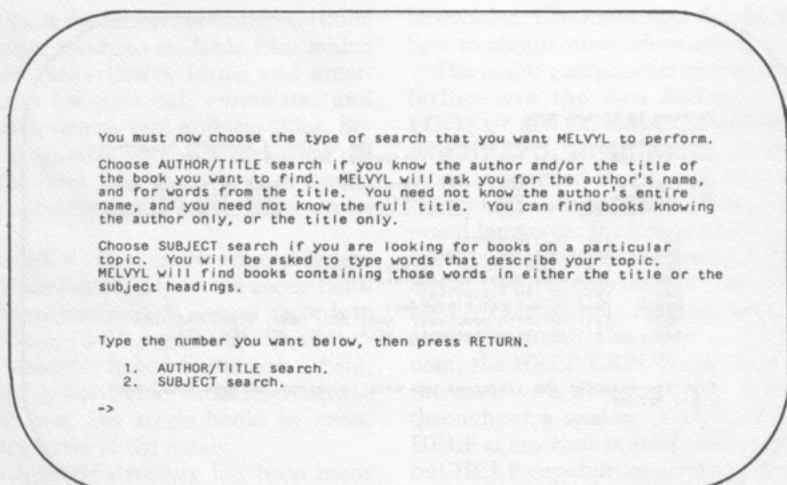 You must now enter the type of search that you want MELVYL to perform.
Choose AUTHOR/TITLE search if you know the author and/or the title of
the book you want to find. MELVYL will ask you for the author's name,
and for words from the title. You need not know the author's entire
name, and you need not know the full title. You can find books knowing
the author only, or the title only.
Choose SUBJECT search if you are looking for books on a particular
topic. You will be asked to type words that describe your topic.
MELVYL will find books containing those words in either the title or the
subject headings.
Type the number you want below, then press RETURN.
1. AUTHOR/TITLE search.
2. SUBJECT search.
->